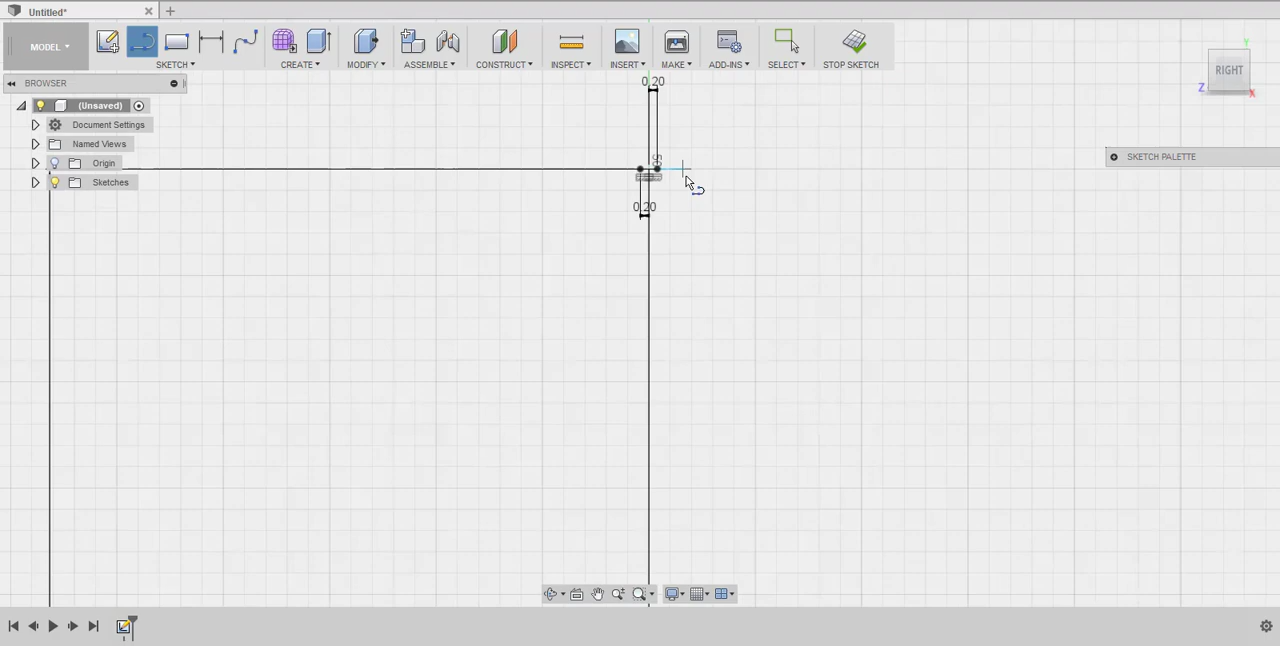 Untitled*
MODEL
SKETCH
CREATE
MODIFY
ASSEMBLE
CONSTRUCT
INSPECT
INSERT
MAKE
ADD-INS
SELECT
STOP SKETCH
BROWSER
(Unsaved)
Document Settings
Named Views
Origin
Sketches
0.20
0.20
Y
RIGHT
Z
X
SKETCH PALETTE